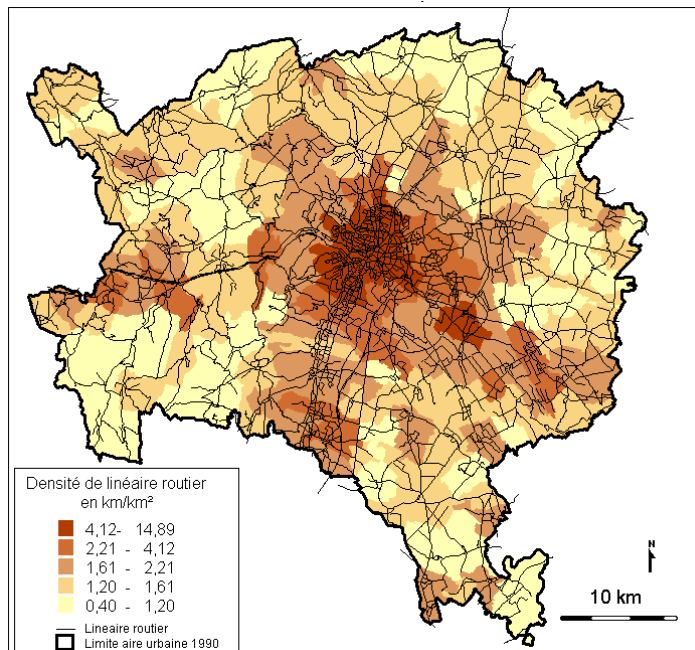 Densité de linéaire routier
en km/km²
4,12- 14,89
2,21 - 4,12
1,61 - 2,21
1,20 - 1,61
0,40 - 1,20
Lineaire routier
Limite aire urbaine 1990
N
10 km